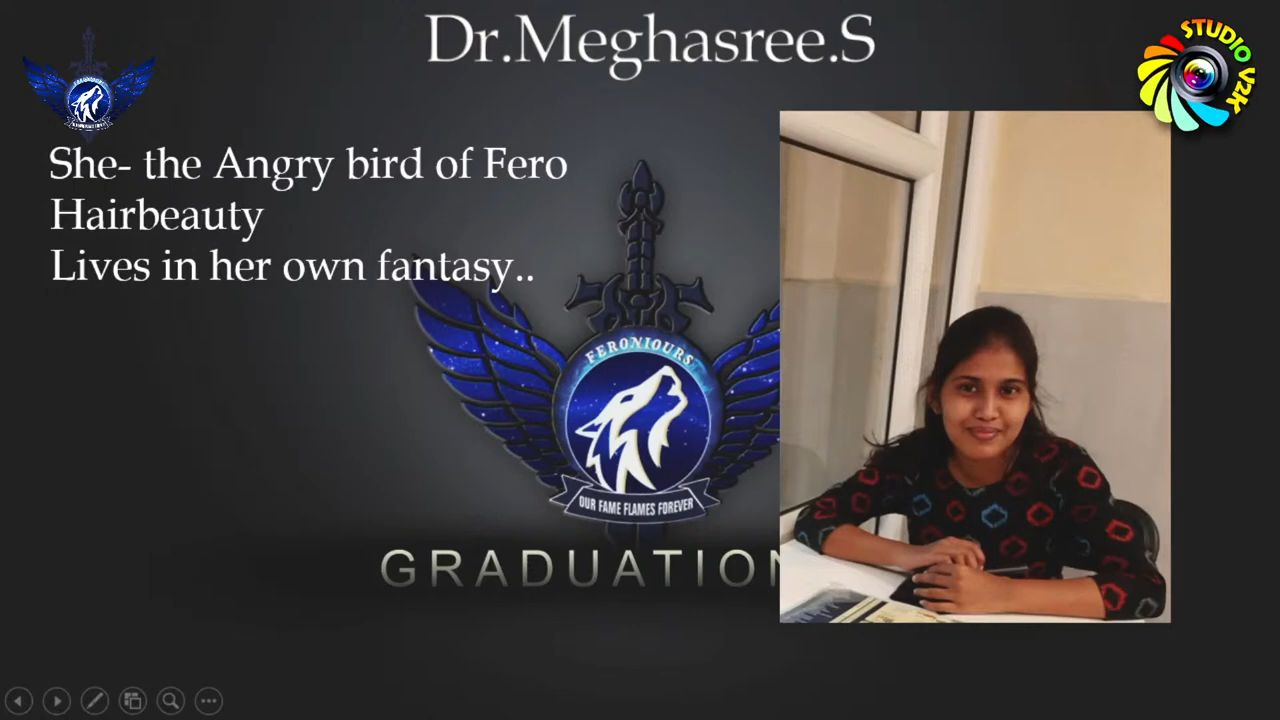 Dr.Meghasree.S
STUDIO V2K
She- the Angry bird of Fero
Hairbeauty
Lives in her own fantasy..
FERONIOURS
OUR FAME FLAMES FOREVER
GRADUATION